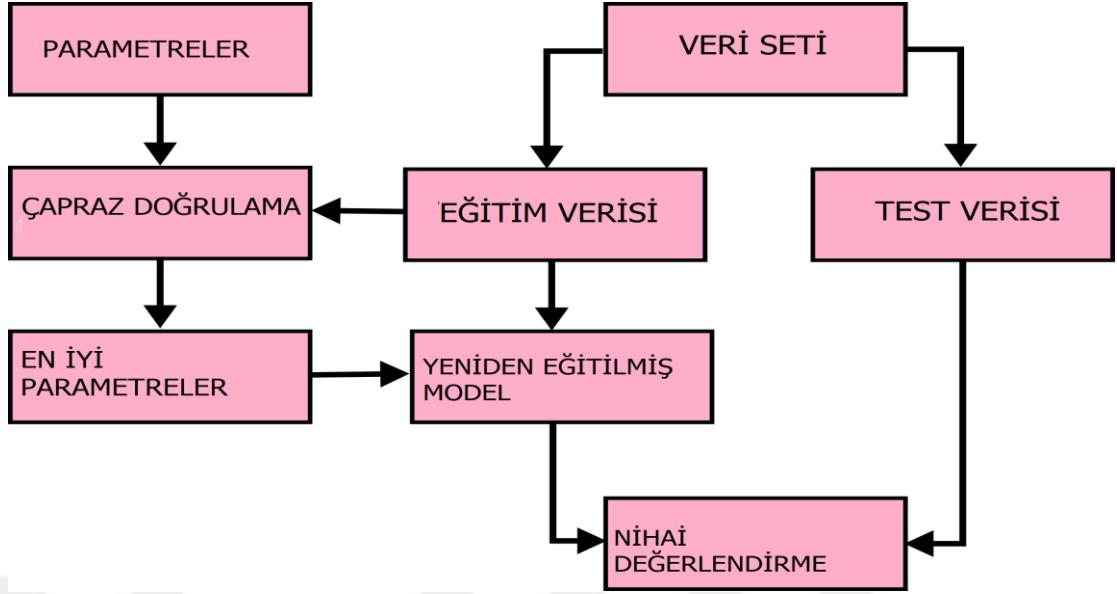 PARAMETRELER
VERİ SETİ
ÇAPRAZ DOĞRULAMA
EĞİTİM VERİSİ
TEST VERİSİ
EN İYİ
PARAMETRELER
YENİDEN EĞİTİLMİŞ
MODEL
NİHAİ
DEĞERLENDİRME